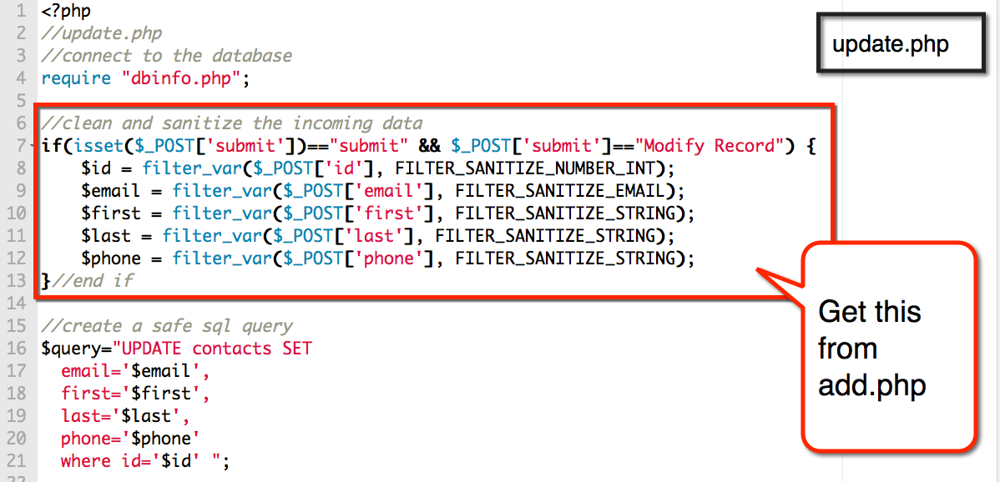 1 <?php
2 //update.php
3 //connect to the database
4 require "dbinfo.php";
5
6 //clean and sanitize the incoming data
7 if(isset($_POST['submit'])=="submit" && $_POST['submit']=="Modify Record") {
8 $id = filter_var($_POST['id'], FILTER_SANITIZE_NUMBER_INT);
9 $email = filter_var($_POST['email'], FILTER_SANITIZE_EMAIL);
10 $first = filter_var($_POST['first'], FILTER_SANITIZE_STRING);
11 $last = filter_var($_POST['last'], FILTER_SANITIZE_STRING);
12 $phone = filter_var($_POST['phone'], FILTER_SANITIZE_STRING);
13 }//end if
14
15 //create a safe sql query
16 $query="UPDATE contacts SET
17 email='$email',
18 first='$first',
19 last='$last',
20 phone='$phone'
21 where id='$id' ";
update.php
Get this
from
add.php